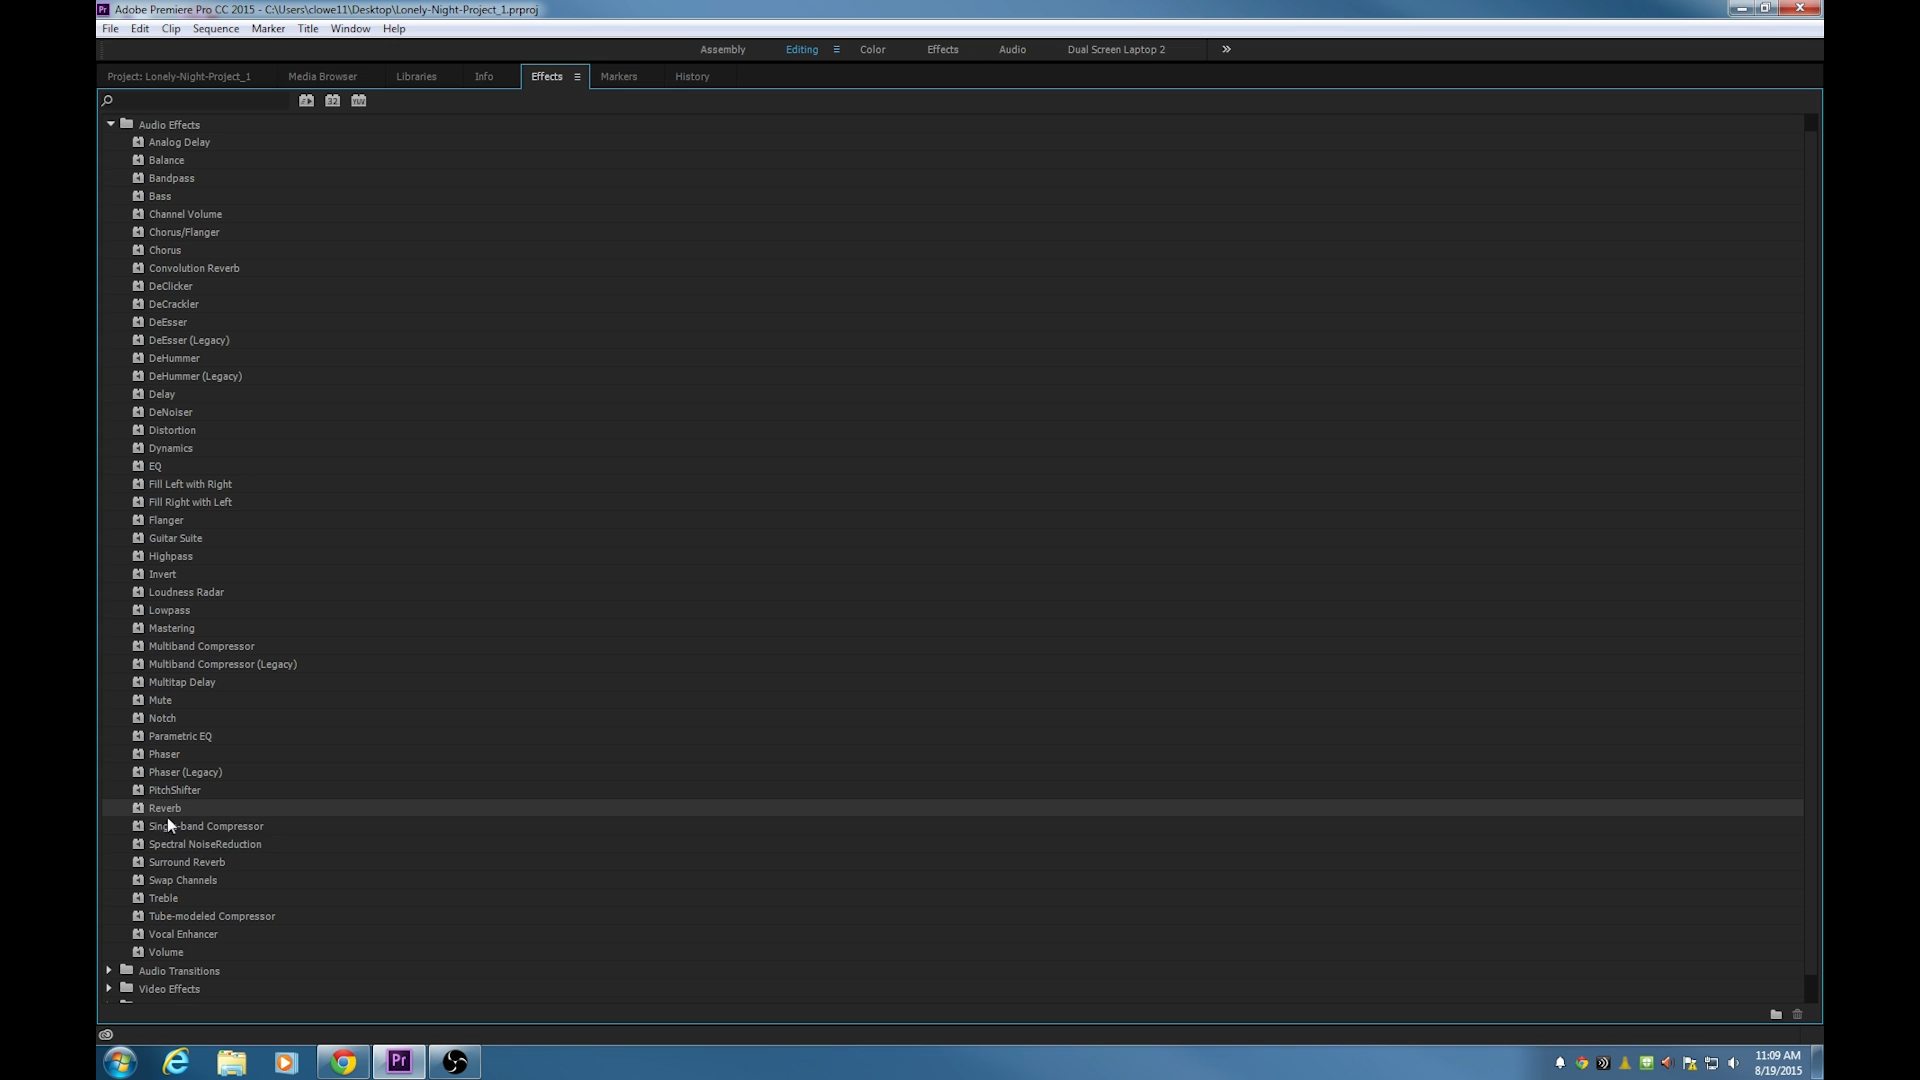 Pr Adobe Premiere Pro CC 2015 - C:\Users\clowe11\Desktop\Lonely-Night-Project_1.prproj
File Edit Clip Sequence Marker Title Window Help
Assembly Editing Color Effects Audio Dual Screen Laptop 2
Project: Lonely-Night-Project_1 Media Browser Libraries Info Effects Markers History
32 YUV
Audio Effects
Analog Delay
Balance
Bandpass
Bass
Channel Volume
Chorus/Flanger
Chorus
Convolution Reverb
DeClicker
DeCrackler
DeEsser
DeEsser (Legacy)
DeHummer
DeHummer (Legacy)
Delay
DeNoiser
Distortion
Dynamics
EQ
Fill Left with Right
Fill Right with Left
Flanger
Guitar Suite
Highpass
Invert
Loudness Radar
Lowpass
Mastering
Multiband Compressor
Multiband Compressor (Legacy)
Multitap Delay
Mute
Notch
Parametric EQ
Phaser
Phaser (Legacy)
PitchShifter
Reverb
Single-band Compressor
Spectral NoiseReduction
Surround Reverb
Swap Channels
Treble
Tube-modeled Compressor
Vocal Enhancer
Volume
Audio Transitions
Video Effects
Pr
11:09 AM
8/19/2015